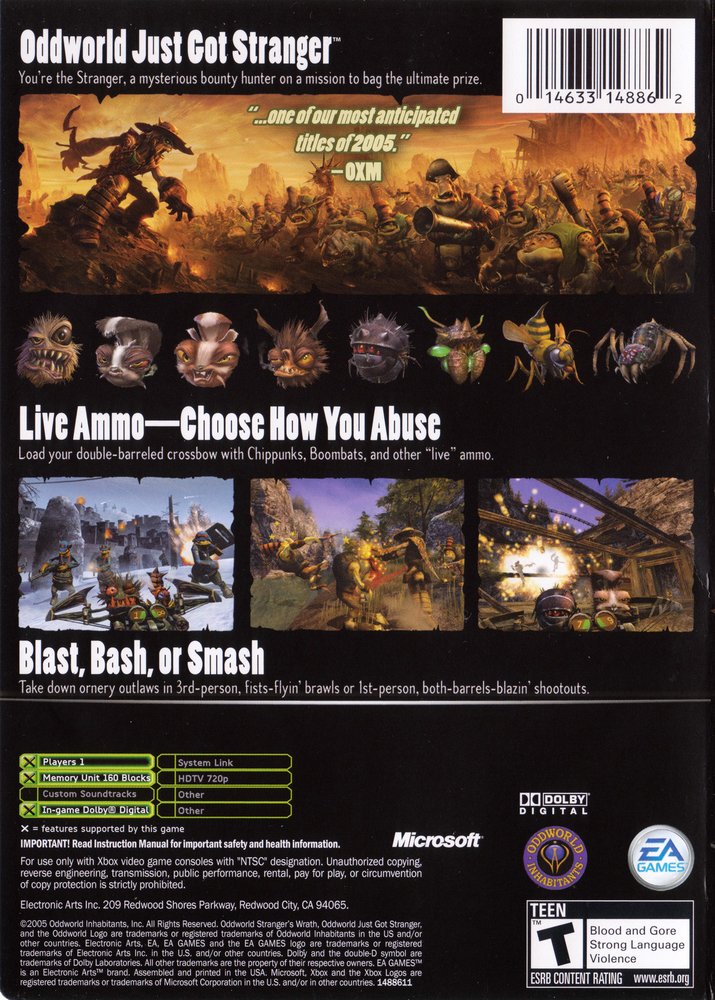 Oddworld Just Got Stranger™
You're the Stranger, a mysterious bounty hunter on a mission to bag the ultimate prize.
0 14633 14886 2
"...one of our most anticipated
titles of 2005."
—OXM
Live Ammo—Choose How You Abuse
Load your double-barreled crossbow with Chippunks, Boombats, and other "live" ammo.
Blast, Bash, or Smash
Take down ornery outlaws in 3rd-person, fists-flyin' brawls or 1st-person, both-barrels-blazin' shootouts.
X Players 1 System Link
X Memory Unit 160 Blocks HDTV 720p
Custom Soundtracks Other
X In-game Dolby® Digital Other
X = features supported by this game
IMPORTANT! Read Instruction Manual for important safety and health information.
For use only with Xbox video game consoles with "NTSC" designation. Unauthorized copying,
reverse engineering, transmission, public performance, rental, pay for play, or circumvention
of copy protection is strictly prohibited.
Microsoft®
DOLBY
DIGITAL
ODDWORLD
INHABITANTS
EA
GAMES™
Electronic Arts Inc. 209 Redwood Shores Parkway, Redwood City, CA 94065.
©2005 Oddworld Inhabitants, Inc. All Rights Reserved. Oddworld Stranger's Wrath, Oddworld Just Got Stranger,
and the Oddworld Logo are trademarks or registered trademarks of Oddworld Inhabitants in the US and/or
other countries. Electronic Arts, EA, EA GAMES and the EA GAMES logo are trademarks or registered
trademarks of Electronic Arts Inc. in the U.S. and/or other countries. Dolby and the double-D symbol are
trademarks of Dolby Laboratories. All other trademarks are the property of their respective owners. EA GAMES™
is an Electronic Arts™ brand. Assembled and printed in the USA. Microsoft, Xbox and the Xbox Logos are
registered trademarks or trademarks of Microsoft Corporation in the U.S. and/or in other countries. 1488611
TEEN
T
Blood and Gore
Strong Language
Violence
ESRB CONTENT RATING www.esrb.org